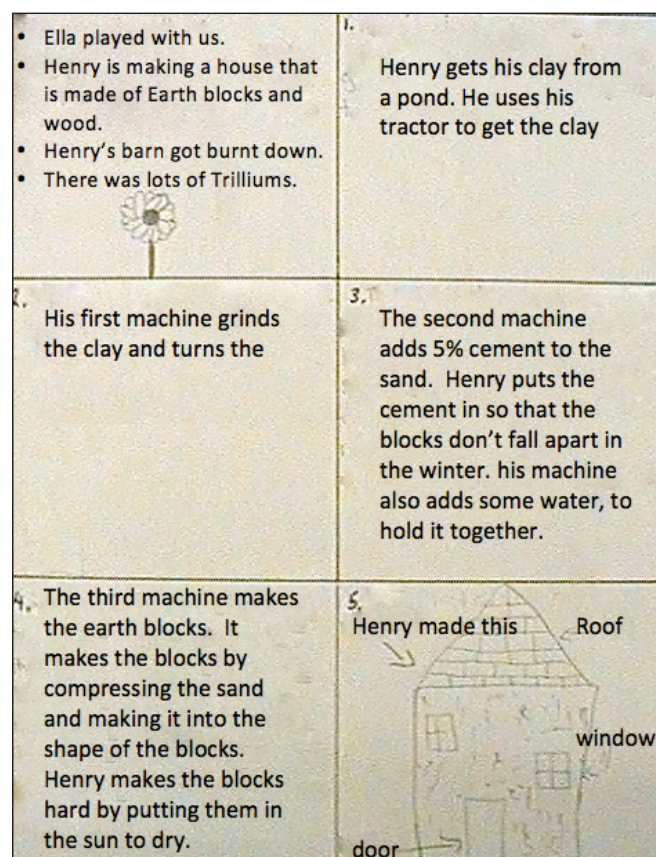 • Ella played with us.
• Henry is making a house that
is made of Earth blocks and
wood.
• Henry's barn got burnt down.
• There was lots of Trilliums.
1.
Henry gets his clay from
a pond. He uses his
tractor to get the clay
2.
His first machine grinds
the clay and turns the
3.
The second machine
adds 5% cement to the
sand. Henry puts the
cement in so that the
blocks don't fall apart in
the winter. his machine
also adds some water, to
hold it together.
4.
The third machine makes
the earth blocks. It
makes the blocks by
compressing the sand
and making it into the
shape of the blocks.
Henry makes the blocks
hard by putting them in
the sun to dry.
5.
Henry made this
Roof
window
door